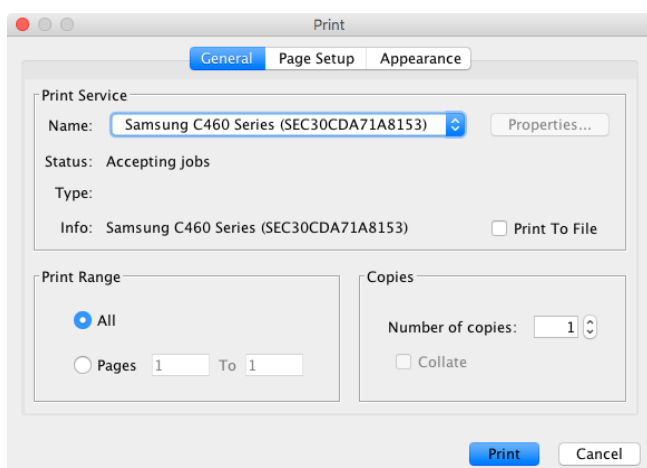 Print
General Page Setup Appearance
Print Service
Name: Samsung C460 Series (SEC30CDA71A8153) Properties...
Status: Accepting jobs
Type:
Info: Samsung C460 Series (SEC30CDA71A8153) Print To File
Print Range
All
Pages 1 To 1
Copies
Number of copies: 1
Collate
Print Cancel